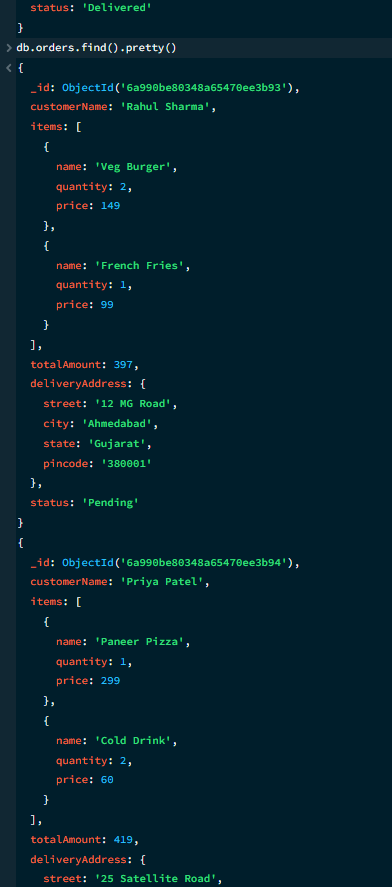 status: 'Delivered'
}
> db.orders.find().pretty()
< {
_id: ObjectId('6a990be80348a65470ee3b93'),
customerName: 'Rahul Sharma',
items: [
{
name: 'Veg Burger',
quantity: 2,
price: 149
},
{
name: 'French Fries',
quantity: 1,
price: 99
}
],
totalAmount: 397,
deliveryAddress: {
street: '12 MG Road',
city: 'Ahmedabad',
state: 'Gujarat',
pincode: '380001'
},
status: 'Pending'
}
{
_id: ObjectId('6a990be80348a65470ee3b94'),
customerName: 'Priya Patel',
items: [
{
name: 'Paneer Pizza',
quantity: 1,
price: 299
},
{
name: 'Cold Drink',
quantity: 2,
price: 60
}
],
totalAmount: 419,
deliveryAddress: {
street: '25 Satellite Road',